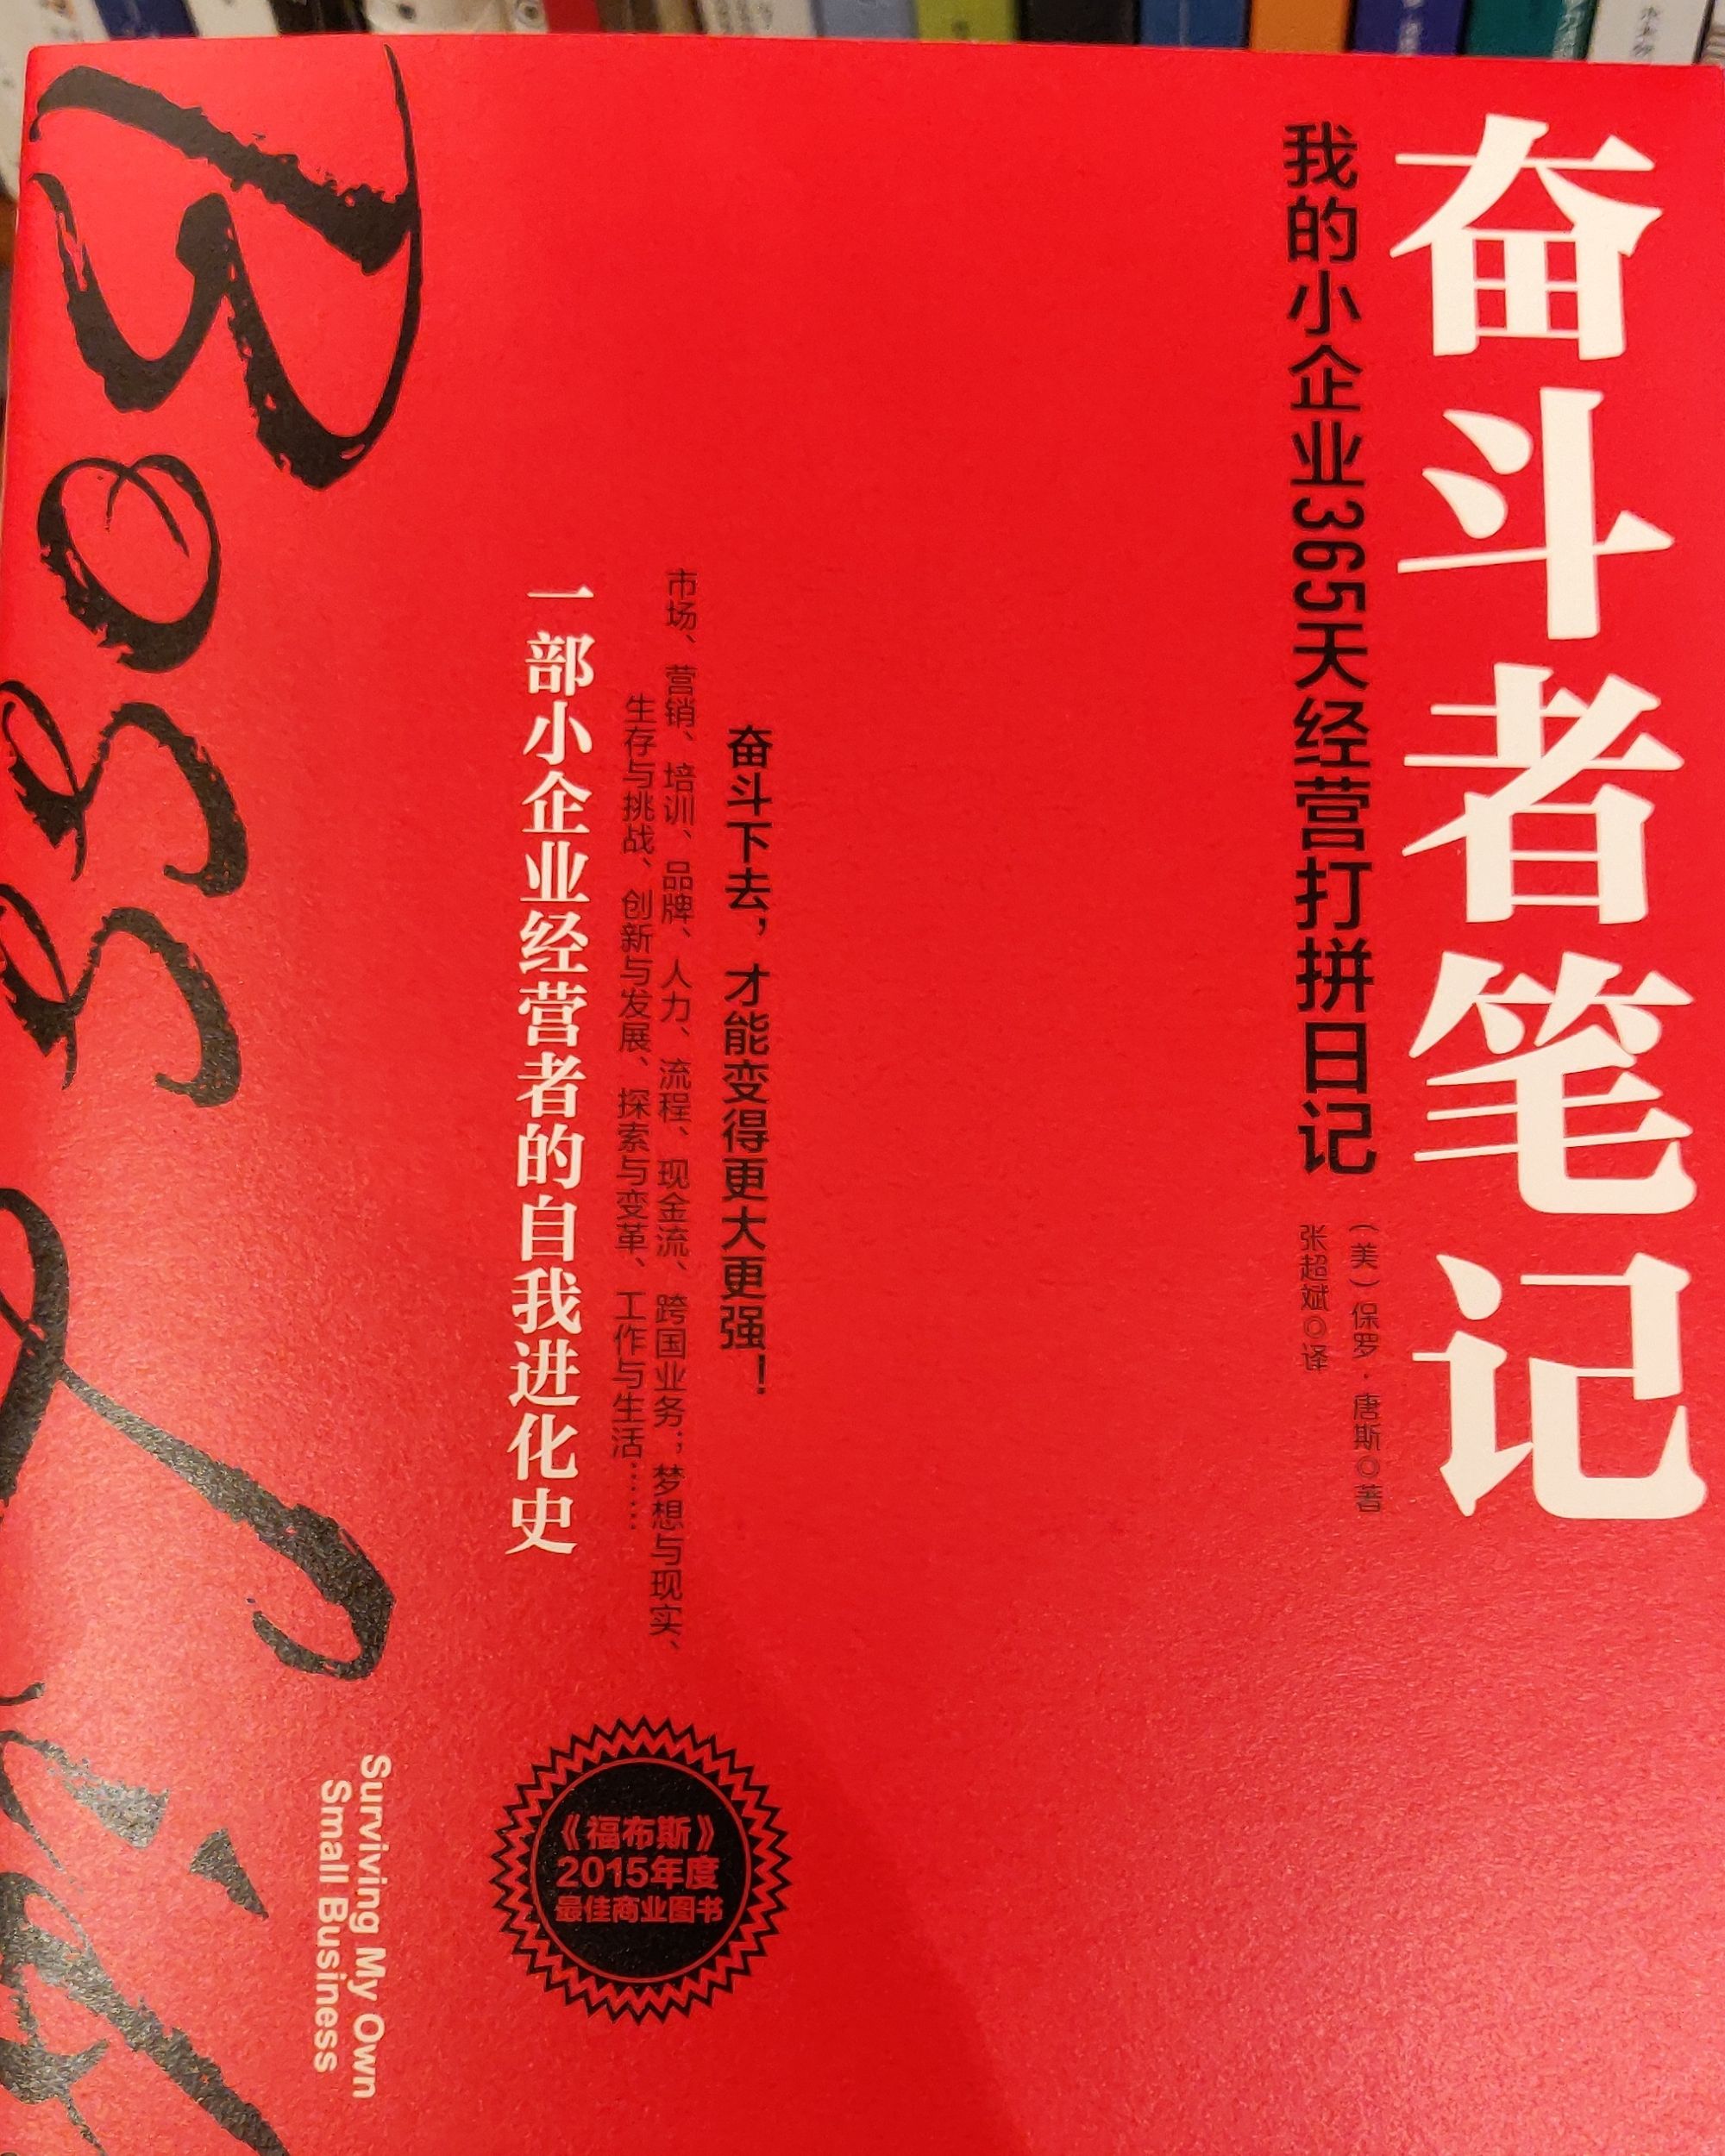 奋斗者笔记
我的小企业365天经营打拼日记
（美）保罗·唐斯◎著
张超斌◎译
奋斗下去，才能变得更大更强！
市场、营销、培训、品牌、人力、流程、现金流、跨国业务；梦想与现实、
生存与挑战、创新与发展、探索与变革、工作与生活……
一部小企业经营者的自我进化史
《福布斯》
2015年度
最佳商业图书
Boss
Life
Surviving My Own
Small Business